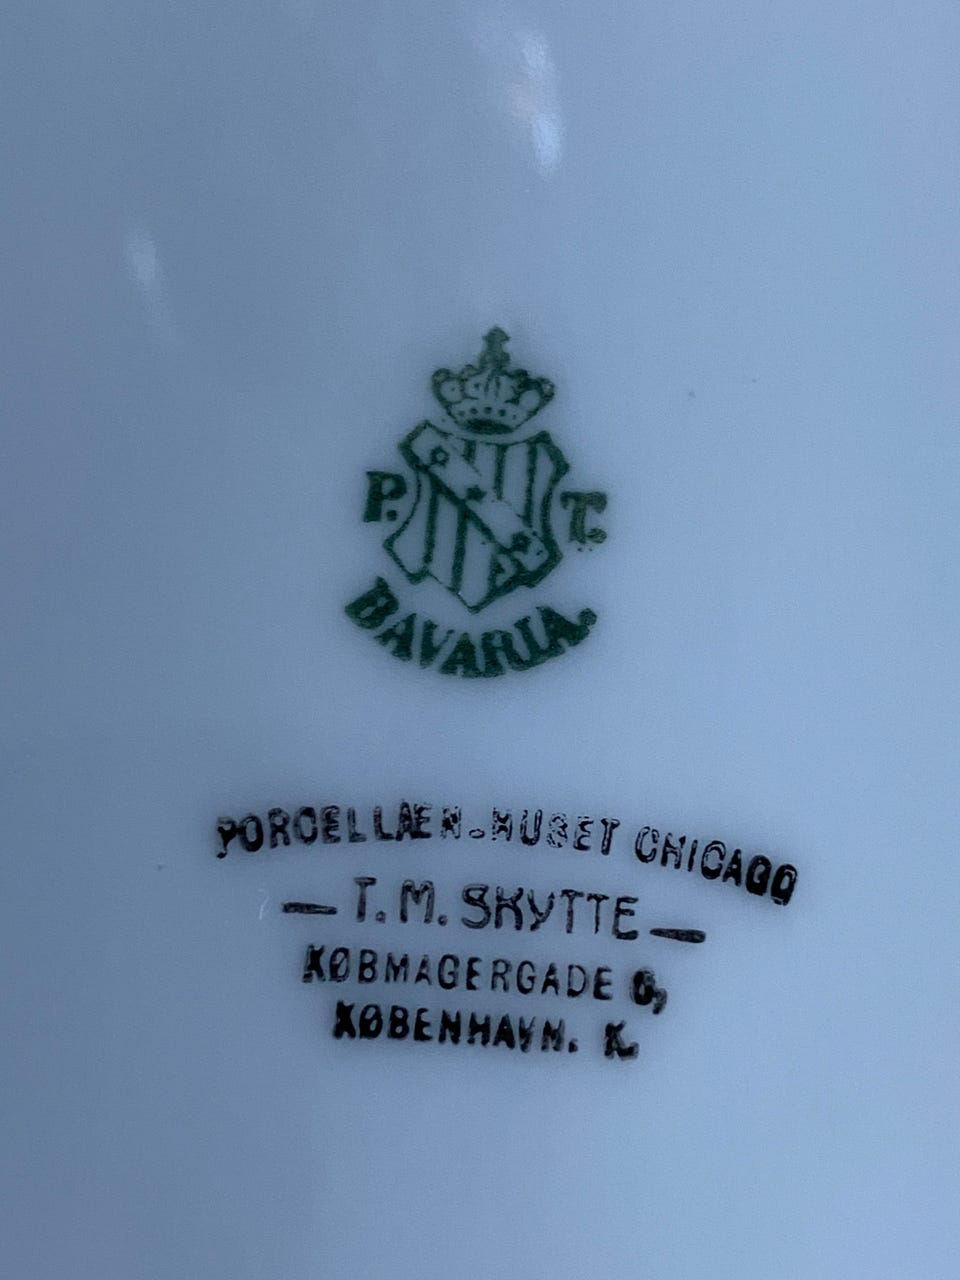 P. T.
BAVARIA.
PORCELLÆN-HUSET CHICAGO
— T. M. SKYTTE —
KØBMAGERGADE 6,
KØBENHAVN. K.